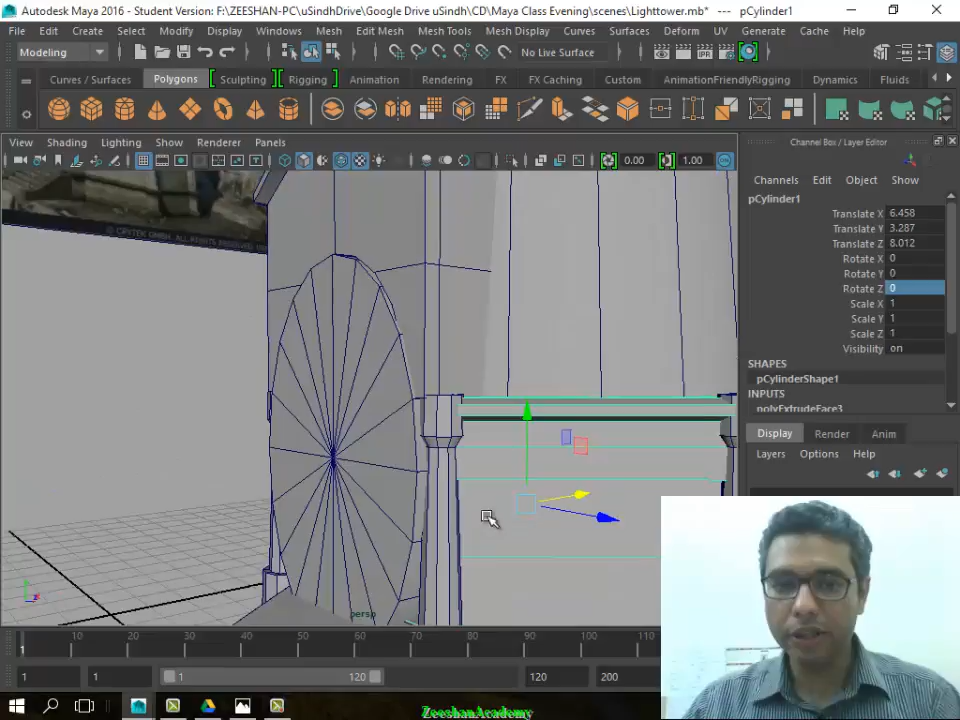 Autodesk Maya 2016 - Student Version: F:\ZEESHAN-PC\uSindhDrive\Google Drive uSindh\CD\Maya Class Evening\scenes\Lighttower.mb* --- pCylinder1
File Edit Create Select Modify Display Windows Mesh Edit Mesh Mesh Tools Mesh Display Curves Surfaces Deform UV Generate Cache Help
Modeling No Live Surface
Curves / Surfaces Polygons Sculpting Rigging Animation Rendering FX FX Caching Custom AnimationFriendlyRigging Dynamics Fluids
View Shading Lighting Show Renderer Panels
Channel Box / Layer Editor
0.00 1.00
Channels Edit Object Show
pCylinder1
Translate X 6.458
Translate Y 3.287
Translate Z 8.012
Rotate X 0
Rotate Y 0
Rotate Z 0
Scale X 1
Scale Y 1
Scale Z 1
Visibility on
SHAPES
pCylinderShape1
INPUTS
polyExtrudeFace3
Display Render Anim
Layers Options Help
persp
1 10 20 30 40 50 60 70 80 90 100 110
1 1 1 120 120 200
ZeeshanAcademy